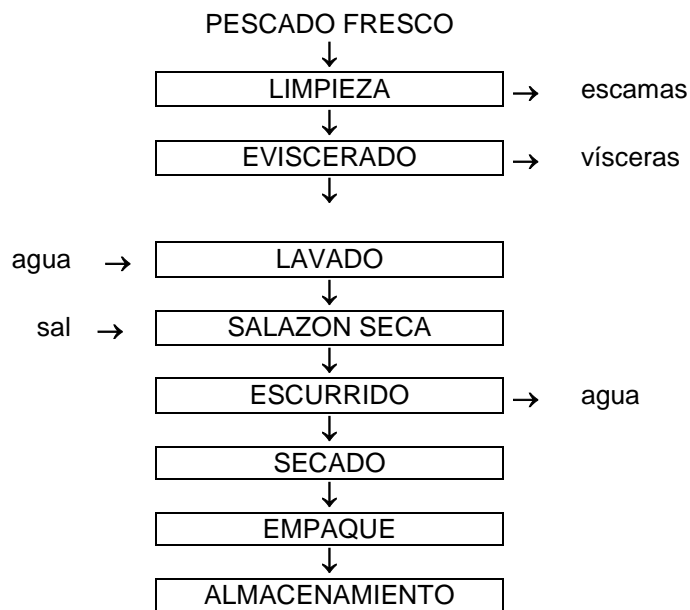 PESCADO FRESCO
LIMPIEZA → escamas
EVISCERADO → vísceras
agua → LAVADO
sal → SALAZON SECA
ESCURRIDO → agua
SECADO
EMPAQUE
ALMACENAMIENTO